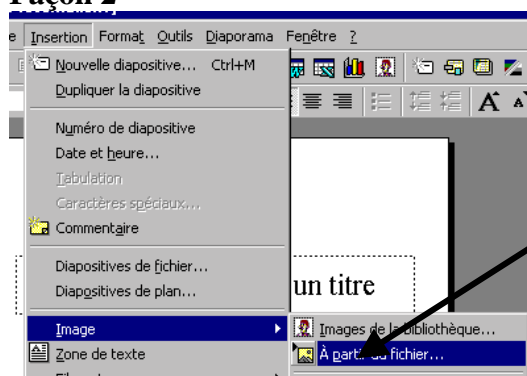 Façon 2
e Insertion Format Outils Diaporama Fenêtre ?
Nouvelle diapositive... Ctrl+M
Dupliquer la diapositive
A A
Numéro de diapositive
Date et heure...
Tabulation
Caractères spéciaux...
Commentaire
Diapositives de fichier...
Diapositives de plan...
un titre
Image
Images de la bibliothèque...
Zone de texte
À partir du fichier...